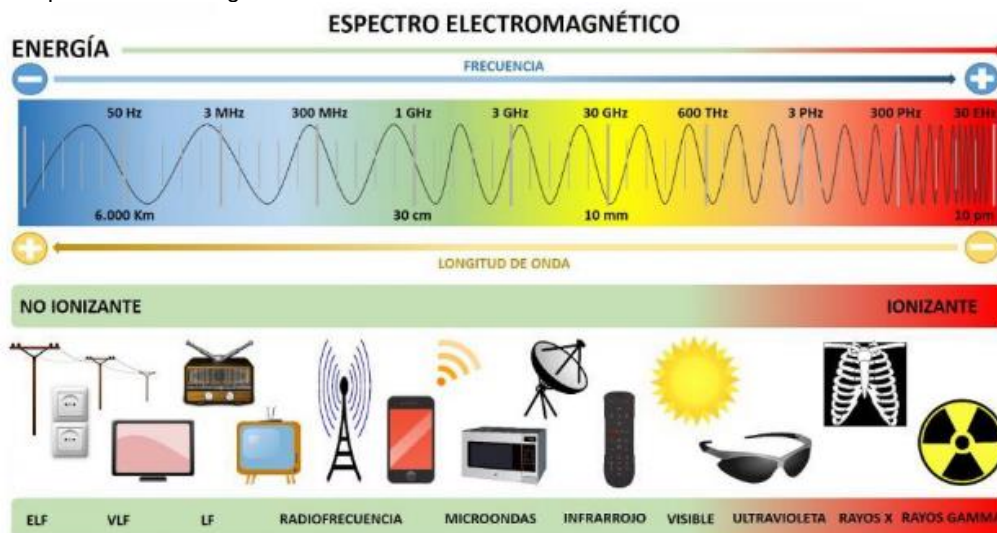 ESPECTRO ELECTROMAGNÉTICO
ENERGÍA
FRECUENCIA
50 Hz 3 MHz 300 MHz 1 GHz 3 GHz 30 GHz 600 THz 3 PHz 300 PHz 30 EHz
6.000 Km 30 cm 10 mm 10 pm
LONGITUD DE ONDA
NO IONIZANTE IONIZANTE
ELF VLF LF RADIOFRECUENCIA MICROONDAS INFRARROJO VISIBLE ULTRAVIOLETA RAYOS X RAYOS GAMMA